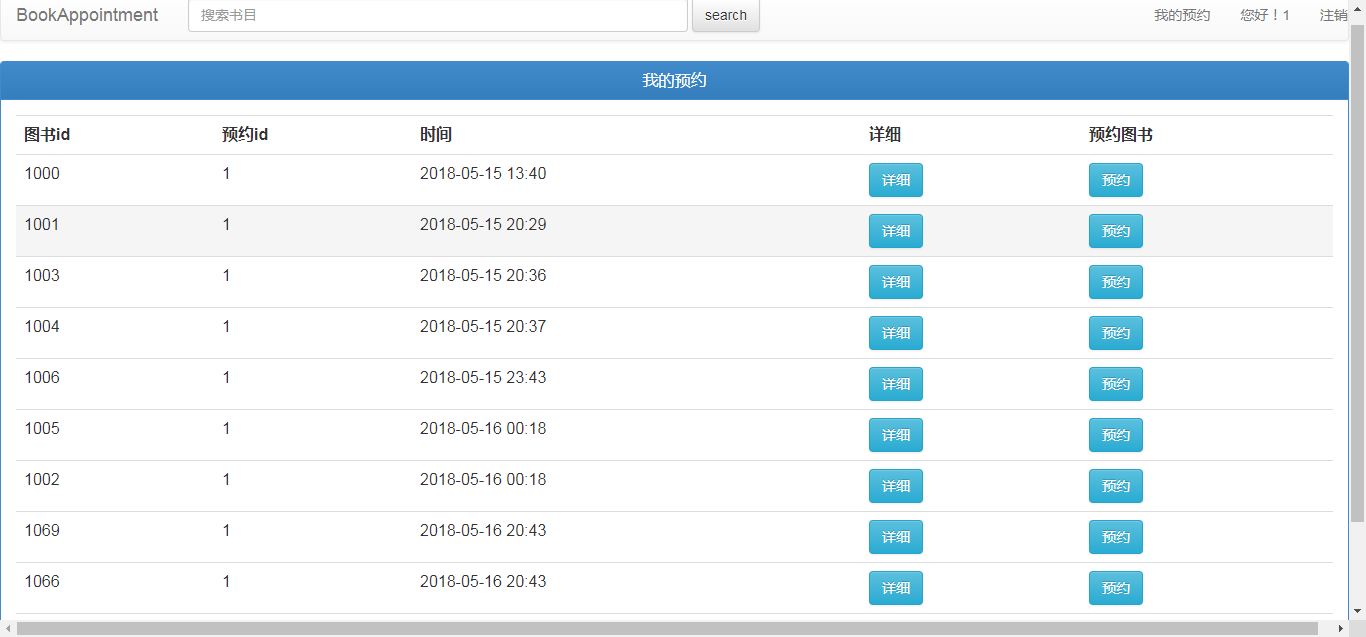 BookAppointment 搜索书目 search 我的预约 您好！1 注销
我的预约
图书id 预约id 时间 详细 预约图书
1000 1 2018-05-15 13:40 详细 预约
1001 1 2018-05-15 20:29 详细 预约
1003 1 2018-05-15 20:36 详细 预约
1004 1 2018-05-15 20:37 详细 预约
1006 1 2018-05-15 23:43 详细 预约
1005 1 2018-05-16 00:18 详细 预约
1002 1 2018-05-16 00:18 详细 预约
1069 1 2018-05-16 20:43 详细 预约
1066 1 2018-05-16 20:43 详细 预约